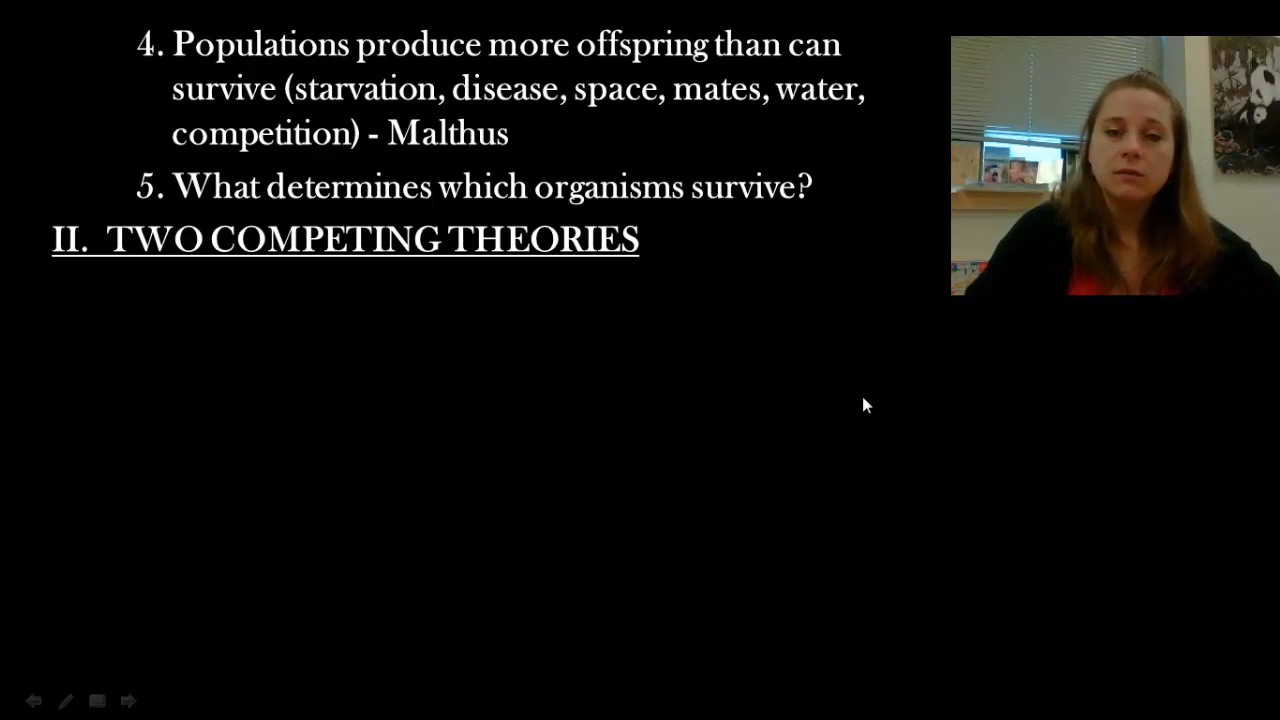 4. Populations produce more offspring than can
survive (starvation, disease, space, mates, water,
competition) - Malthus
5. What determines which organisms survive?
II. TWO COMPETING THEORIES